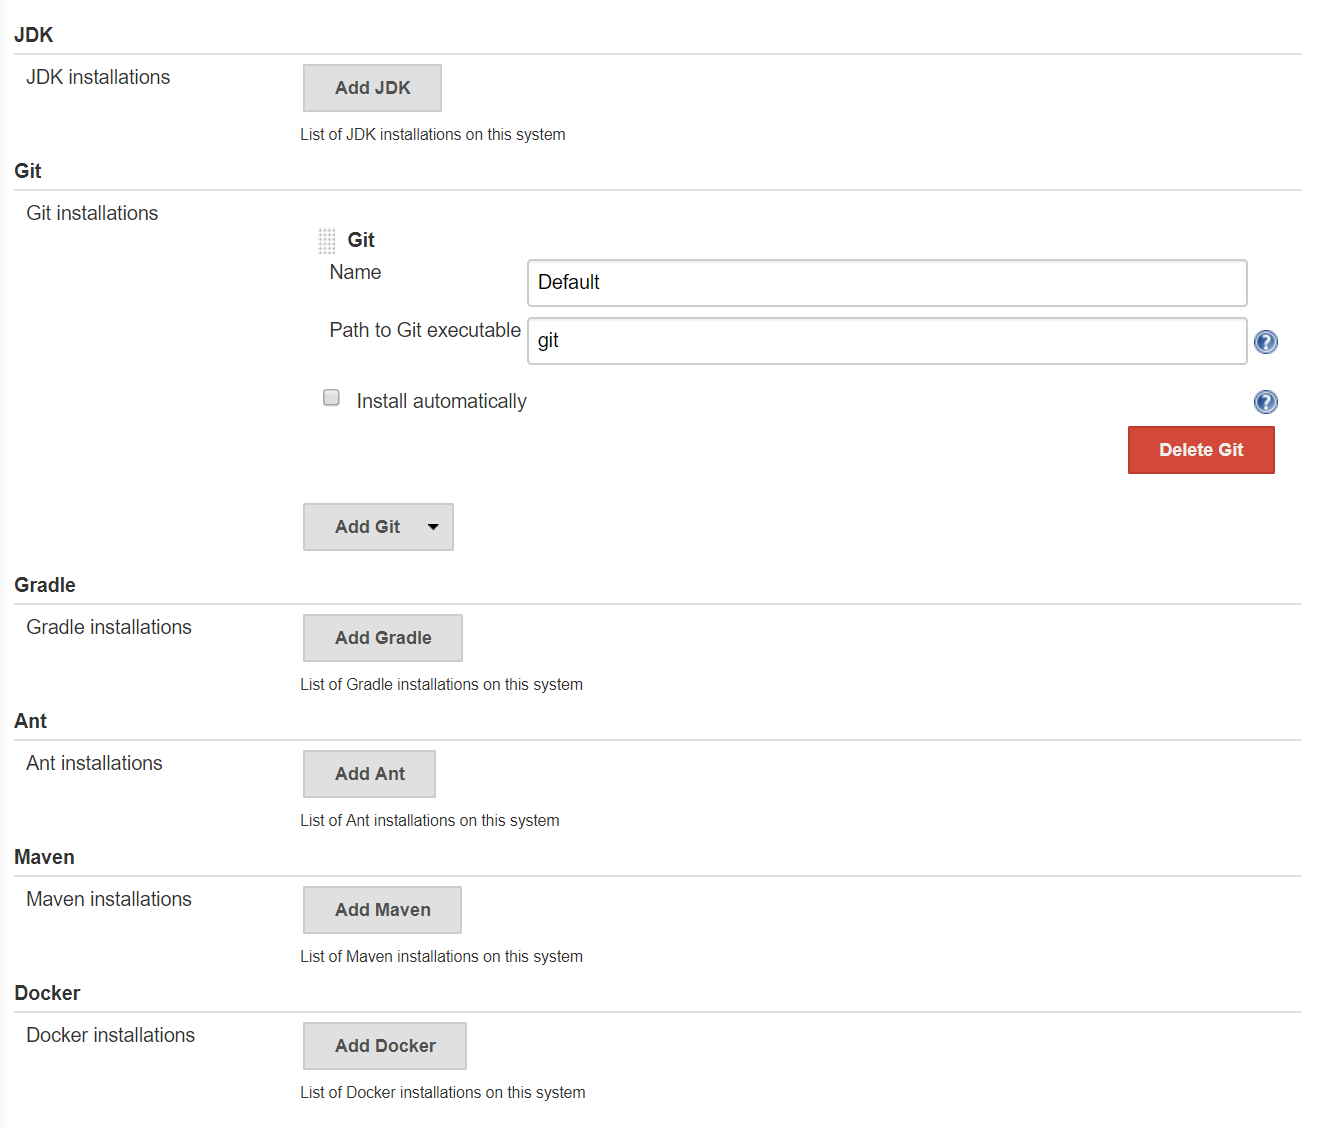 JDK
JDK installations
Add JDK
List of JDK installations on this system
Git
Git installations
Git
Name
Default
Path to Git executable
git
?
Install automatically
?
Delete Git
Add Git
Gradle
Gradle installations
Add Gradle
List of Gradle installations on this system
Ant
Ant installations
Add Ant
List of Ant installations on this system
Maven
Maven installations
Add Maven
List of Maven installations on this system
Docker
Docker installations
Add Docker
List of Docker installations on this system